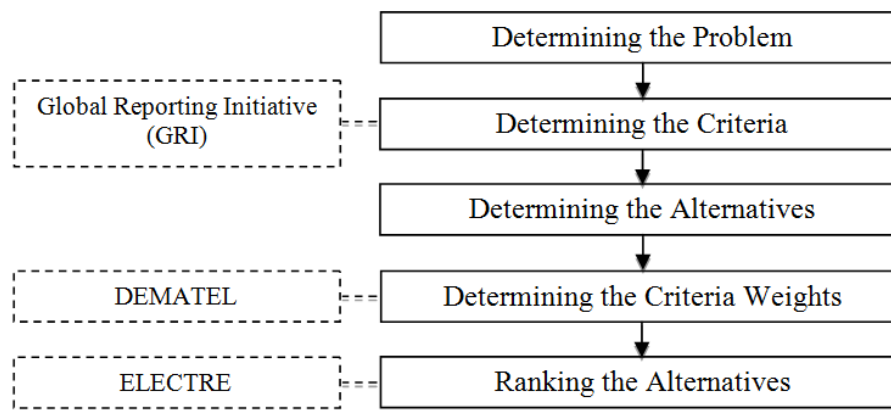 Determining the Problem
Global Reporting Initiative
(GRI)
Determining the Criteria
Determining the Alternatives
DEMATEL
Determining the Criteria Weights
ELECTRE
Ranking the Alternatives